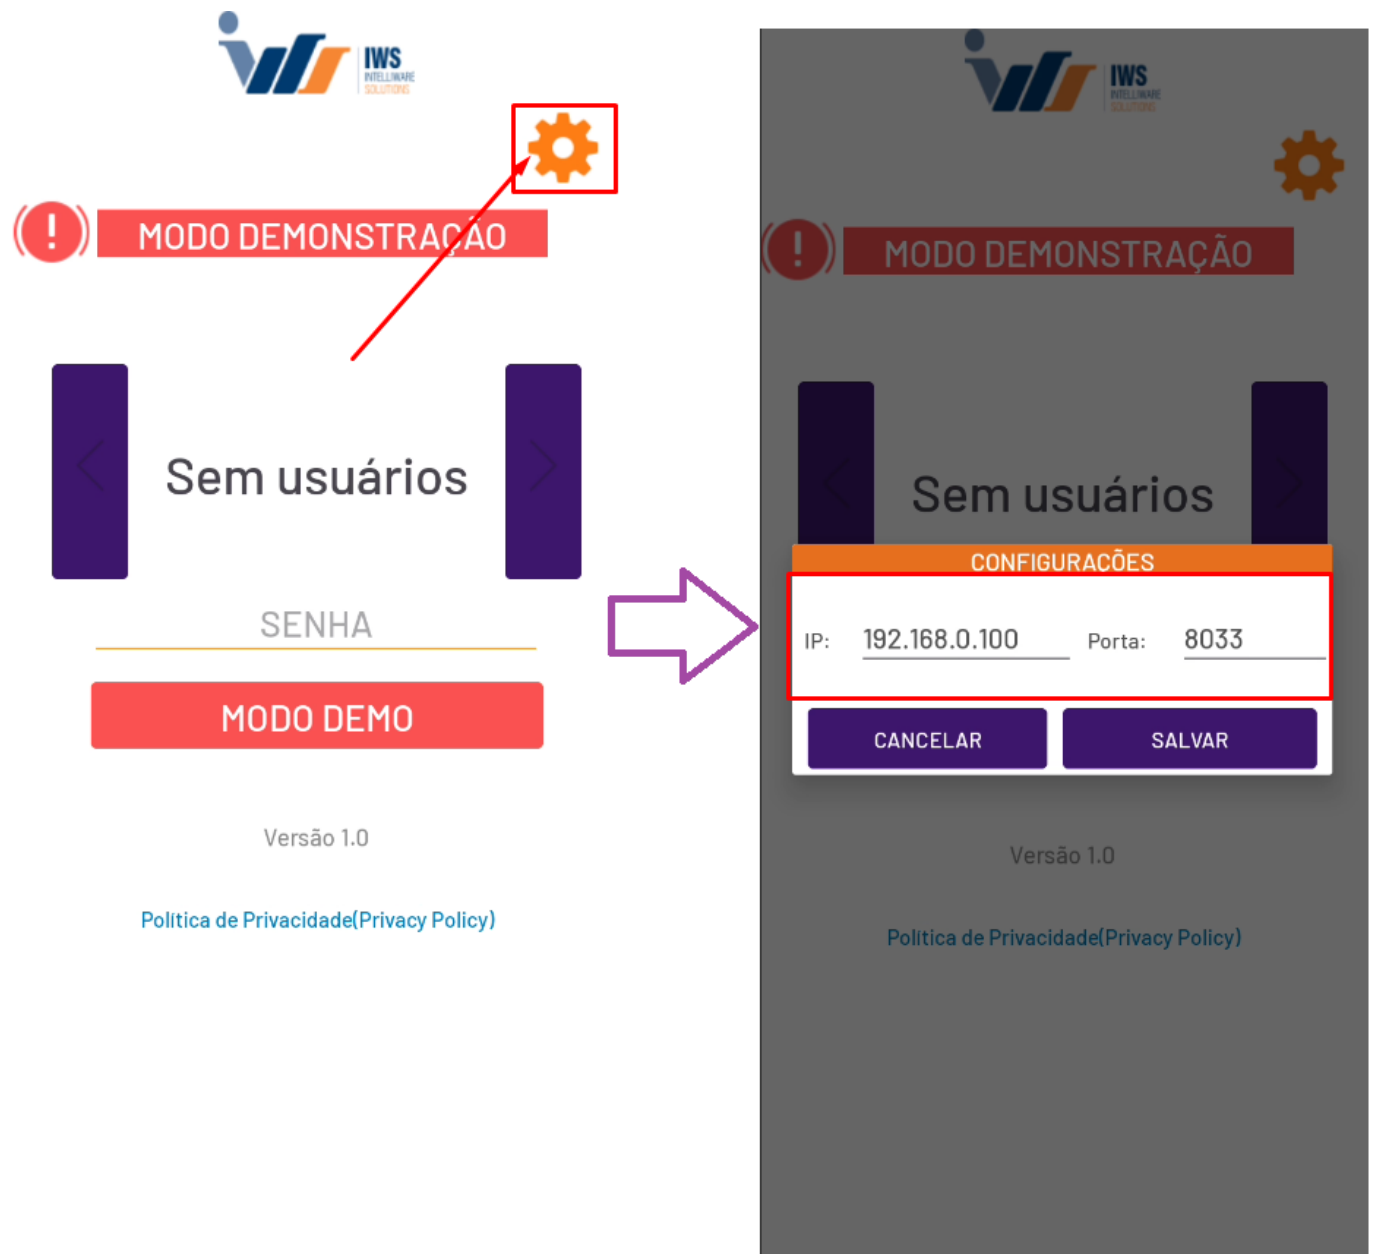 IWS
INTELLIWARE
SOLUTIONS
MODO DEMONSTRAÇÃO
Sem usuários
SENHA
MODO DEMO
Versão 1.0
Política de Privacidade(Privacy Policy)
IWS
INTELLIWARE
SOLUTIONS
MODO DEMONSTRAÇÃO
Sem usuários
CONFIGURAÇÕES
IP: 192.168.0.100 Porta: 8033
CANCELAR SALVAR
Versão 1.0
Política de Privacidade(Privacy Policy)